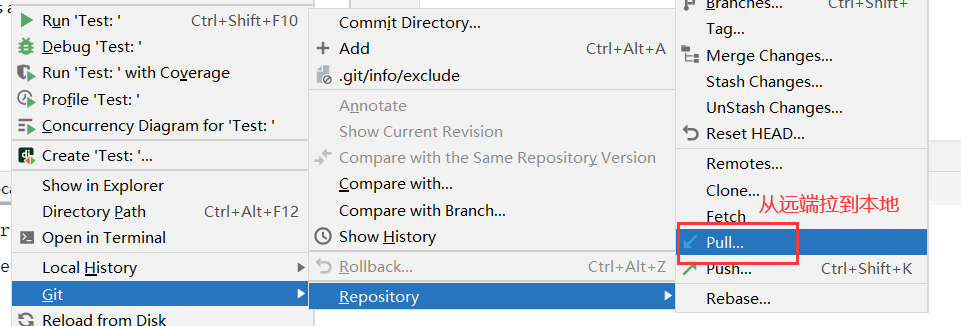 Run 'Test: ' Ctrl+Shift+F10
Debug 'Test: '
Run 'Test: ' with Coverage
Profile 'Test: '
Concurrency Diagram for 'Test: '
Create 'Test: '...
Show in Explorer
Directory Path Ctrl+Alt+F12
Open in Terminal
Local History
Git
Reload from Disk
Commit Directory...
Add Ctrl+Alt+A
.git/info/exclude
Annotate
Show Current Revision
Compare with the Same Repository Version
Compare with...
Compare with Branch...
Show History
Rollback... Ctrl+Alt+Z
Repository
Branches... Ctrl+Shift+
Tag...
Merge Changes...
Stash Changes...
UnStash Changes...
Reset HEAD...
Remotes...
Clone...
从远端拉到本地
Fetch
Pull...
Push... Ctrl+Shift+K
Rebase...